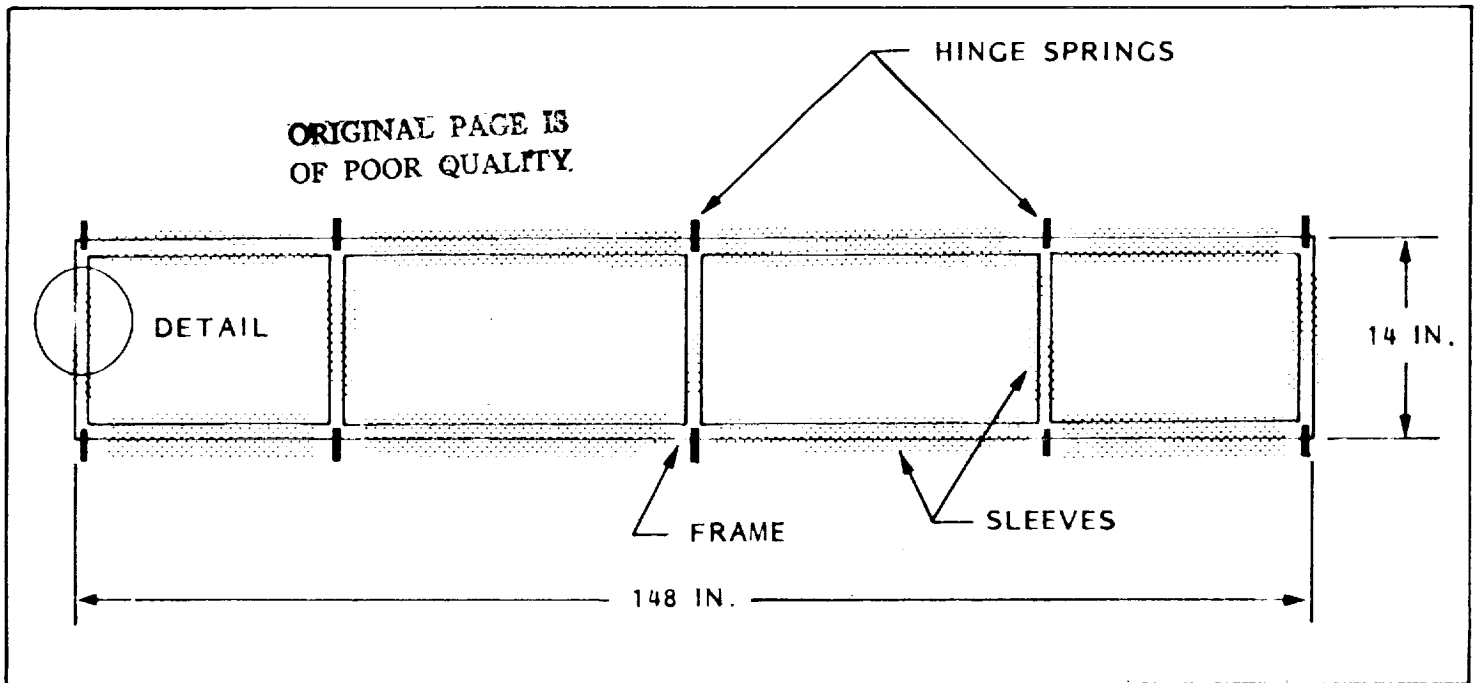 HINGE SPRINGS
ORIGINAL PAGE IS
OF POOR QUALITY
DETAIL
14 IN.
SLEEVES
FRAME
148 IN.